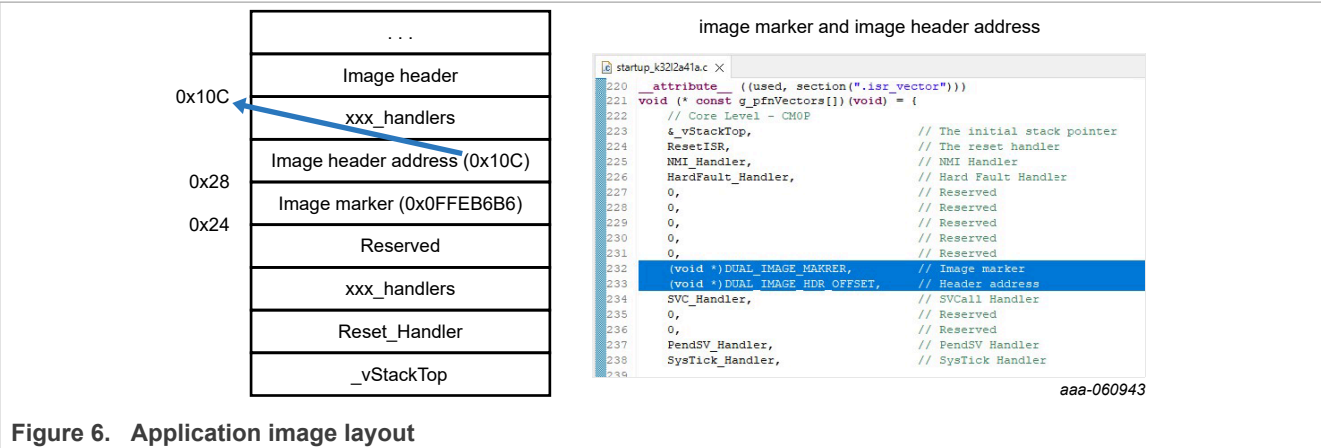 . . .
Image header
0x10C
xxx_handlers
Image header address (0x10C)
0x28
Image marker (0x0FFEB6B6)
0x24
Reserved
xxx_handlers
Reset_Handler
_vStackTop
image marker and image header address
startup_k32l2a41a.c
220 __attribute__ ((used, section(".isr_vector")))
221 void (* const g_pfnVectors[])(void) = {
222 // Core Level - CM0P
223 &_vStackTop, // The initial stack pointer
224 ResetISR, // The reset handler
225 NMI_Handler, // NMI Handler
226 HardFault_Handler, // Hard Fault Handler
227 0, // Reserved
228 0, // Reserved
229 0, // Reserved
230 0, // Reserved
231 0, // Reserved
232 (void *)DUAL_IMAGE_MAKRER, // Image marker
233 (void *)DUAL_IMAGE_HDR_OFFSET, // Header address
234 SVC_Handler, // SVCall Handler
235 0, // Reserved
236 0, // Reserved
237 PendSV_Handler, // PendSV Handler
238 SysTick_Handler, // SysTick Handler
239
aaa-060943
Figure 6. Application image layout